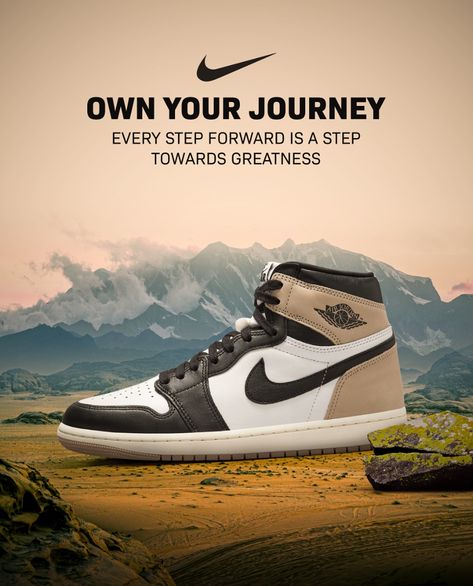 OWN YOUR JOURNEY
EVERY STEP FORWARD IS A STEP
TOWARDS GREATNESS